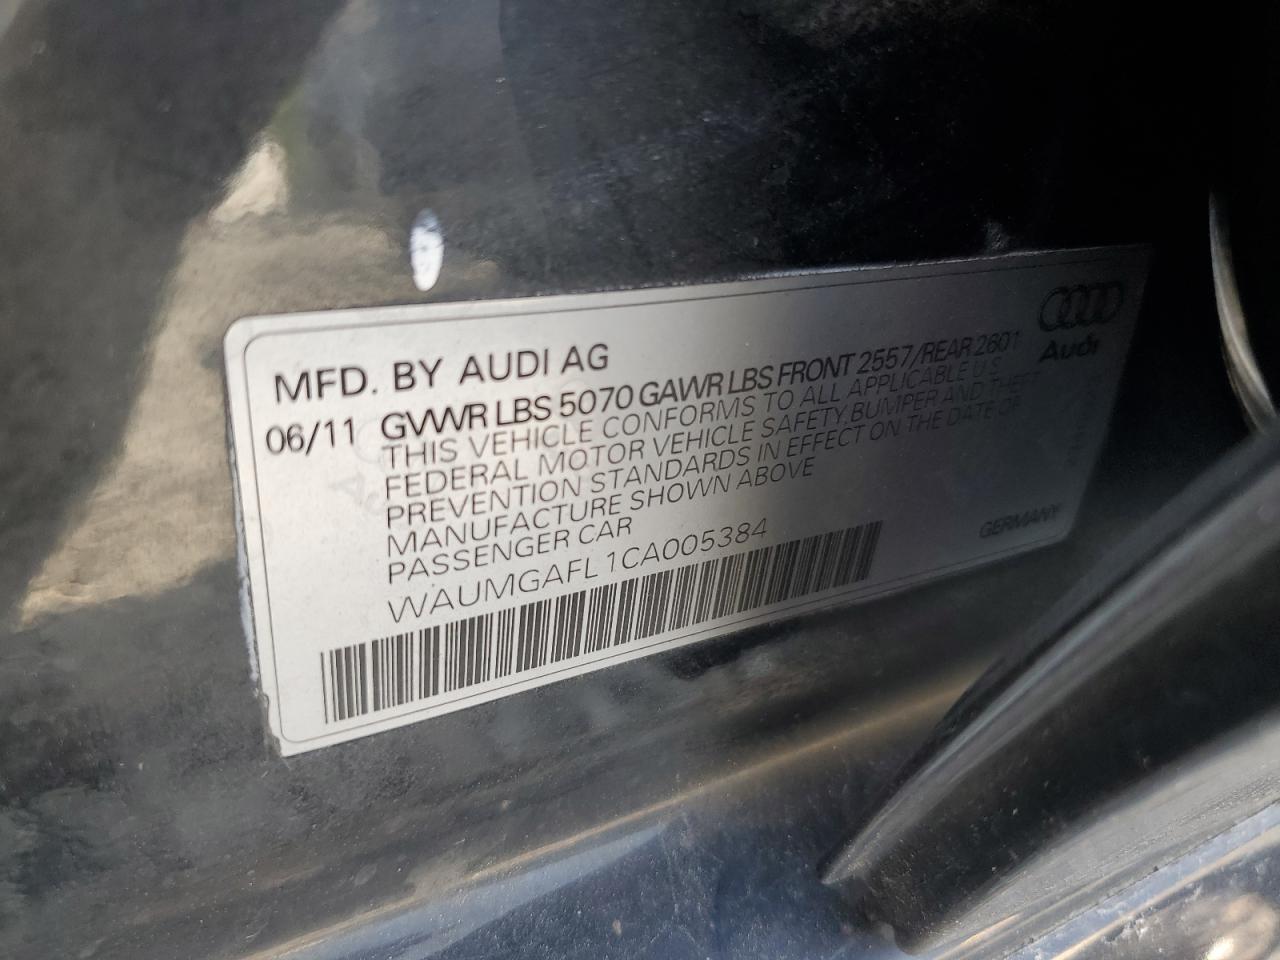 MFD. BY AUDI AG
06/11 GVWR LBS 5070 GAWR LBS FRONT 2557/REAR 2601
THIS VEHICLE CONFORMS TO ALL APPLICABLE U.S.
FEDERAL MOTOR VEHICLE SAFETY, BUMPER AND THEFT
PREVENTION STANDARDS IN EFFECT ON THE DATE OF
MANUFACTURE SHOWN ABOVE
PASSENGER CAR
WAUMGAFL1CA005384
Audi
GERMANY